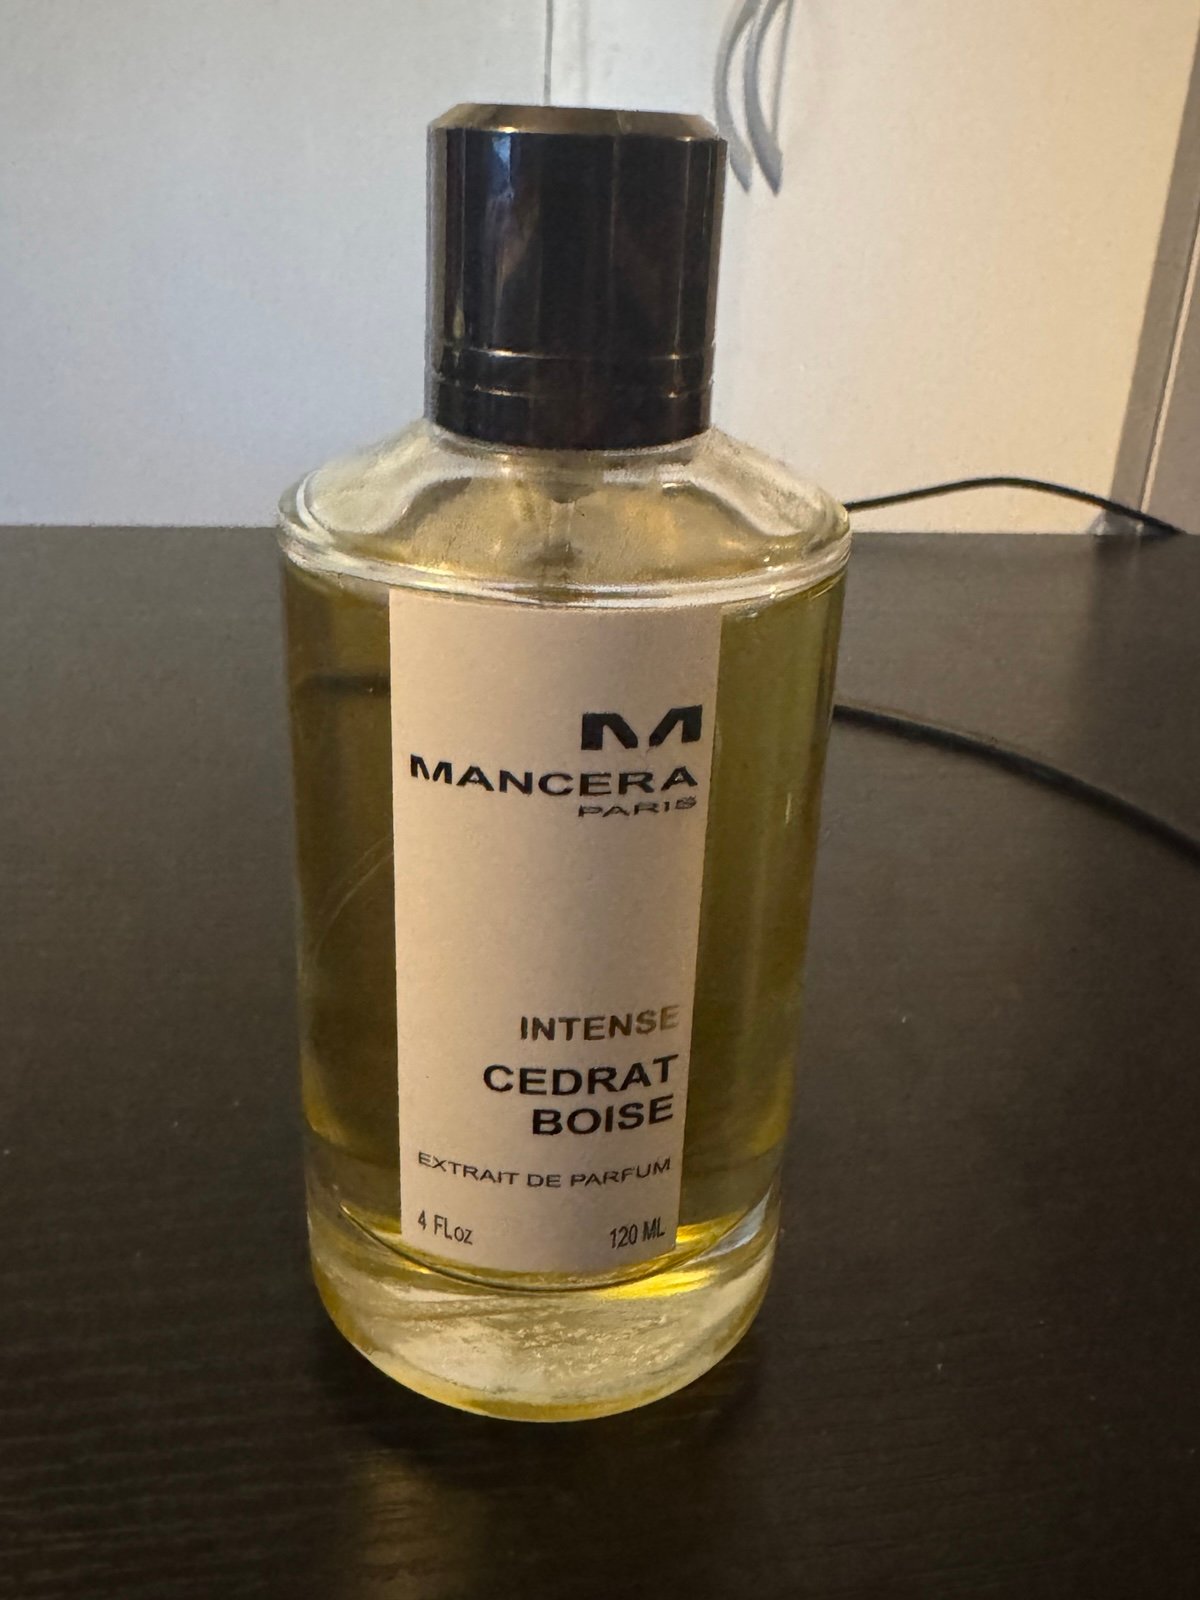 M
MANCERA
PARIS
INTENSE
CEDRAT
BOISE
EXTRAIT DE PARFUM
4 FLoz 120 ML